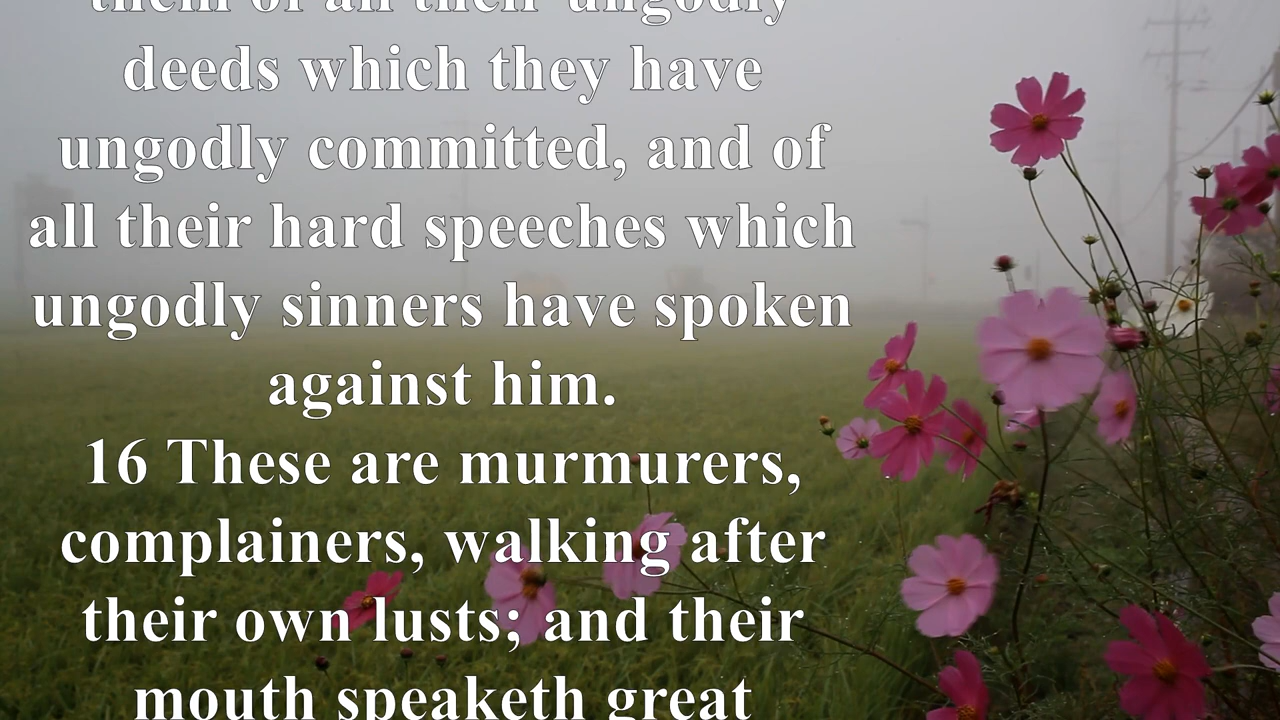 them of all their ungodly
deeds which they have
ungodly committed, and of
all their hard speeches which
ungodly sinners have spoken
against him.
16 These are murmurers,
complainers, walking after
their own lusts; and their
mouth speaketh great